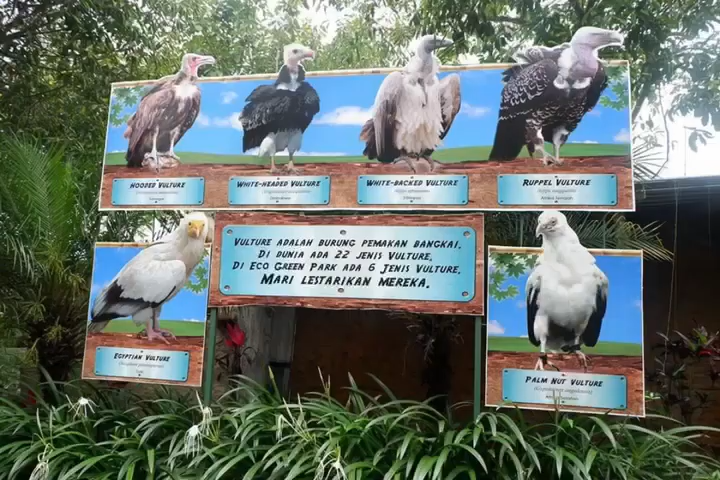 Hooded Vulture
White-Headed Vulture
White-Backed Vulture
Ruppel Vulture
Vulture adalah burung pemakan bangkai.
Di dunia ada 22 jenis Vulture,
Di Eco Green Park ada 6 Jenis Vulture,
Mari lestarikan mereka.
Egyptian Vulture
Palm Nut Vulture